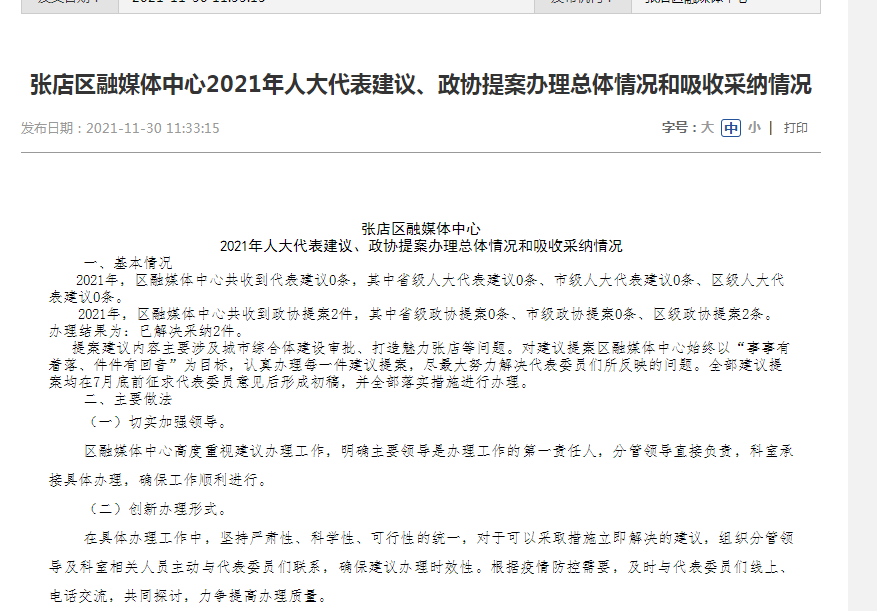 张店区融媒体中心2021年人大代表建议、政协提案办理总体情况和吸收采纳情况
发布日期：2021-11-30 11:33:15 字号：大 中 小 | 打印
张店区融媒体中心
2021年人大代表建议、政协提案办理总体情况和吸收采纳情况
一、基本情况
2021年，区融媒体中心共收到代表建议0条，其中省级人大代表建议0条、市级人大代表建议0条、区级人大代
表建议0条。
2021年，区融媒体中心共收到政协提案2件，其中省级政协提案0条、市级政协提案0条、区级政协提案2条。
办理结果为：已解决采纳2件。
提案建议内容主要涉及城市综合体建设审批、打造魅力张店等问题。对建议提案区融媒体中心始终以“事事有
着落、件件有回音”为目标，认真办理每一件建议提案，尽最大努力解决代表委员们所反映的问题。全部建议提
案均在7月底前征求代表委员意见后形成初稿，并全部落实措施进行办理。
二、主要做法
（一）切实加强领导。
区融媒体中心高度重视建议办理工作，明确主要领导是办理工作的第一责任人，分管领导直接负责，科室承
接具体办理，确保工作顺利进行。
（二）创新办理形式。
在具体办理工作中，坚持严肃性、科学性、可行性的统一，对于可以采取措施立即解决的建议，组织分管领
导及科室相关人员主动与代表委员们联系，确保建议办理时效性。根据疫情防控需要，及时与代表委员们线上、
电话交流，共同探讨，力争提高办理质量。